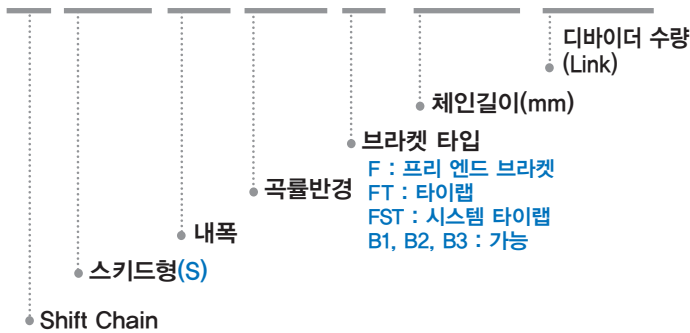 디바이더 수량
(Link)
체인길이(mm)
브라켓 타입
F : 프리 엔드 브라켓
FT : 타이랩
FST : 시스템 타이랩
B1, B2, B3 : 가능
곡률반경
내폭
스키드형(S)
Shift Chain